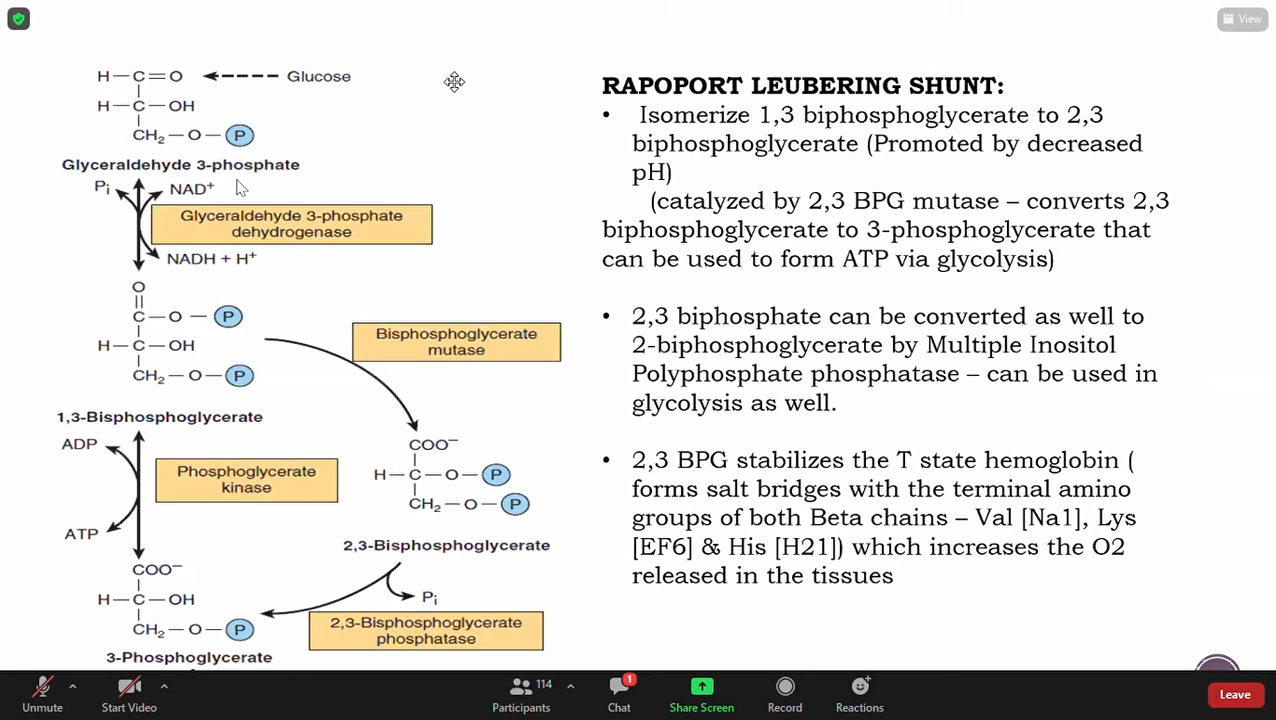 View
H—C=O
Glucose
H—C—OH
CH₂—O—P
Glyceraldehyde 3-phosphate
Pi
NAD⁺
Glyceraldehyde 3-phosphate
dehydrogenase
NADH + H⁺
O
C—O—P
H—C—OH
CH₂—O—P
Bisphosphoglycerate
mutase
1,3-Bisphosphoglycerate
ADP
Phosphoglycerate
kinase
ATP
COO⁻
H—C—O—P
CH₂—O—P
2,3-Bisphosphoglycerate
COO⁻
H—C—OH
CH₂—O—P
3-Phosphoglycerate
Pi
2,3-Bisphosphoglycerate
phosphatase
RAPOPORT LEUBERING SHUNT:
• Isomerize 1,3 biphosphoglycerate to 2,3
biphosphoglycerate (Promoted by decreased
pH)
(catalyzed by 2,3 BPG mutase – converts 2,3
biphosphoglycerate to 3-phosphoglycerate that
can be used to form ATP via glycolysis)
• 2,3 biphosphate can be converted as well to
2-biphosphoglycerate by Multiple Inositol
Polyphosphate phosphatase – can be used in
glycolysis as well.
• 2,3 BPG stabilizes the T state hemoglobin (
forms salt bridges with the terminal amino
groups of both Beta chains – Val [Na1], Lys
[EF6] & His [H21]) which increases the O2
released in the tissues
Unmute
Start Video
114
Participants
1
Chat
Share Screen
Record
Reactions
Leave